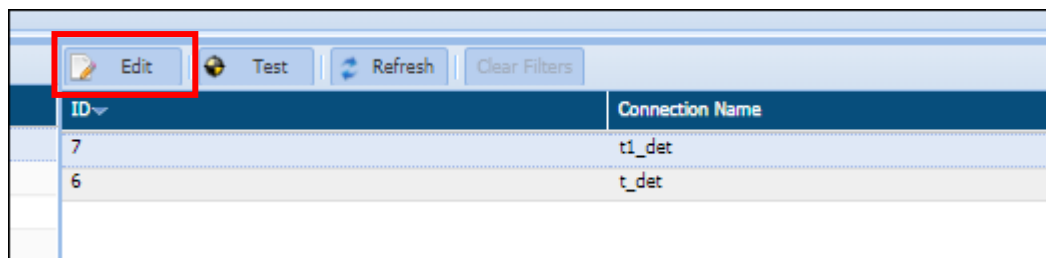 Edit Test Refresh Clear Filters
ID Connection Name
7 t1_det
6 t_det